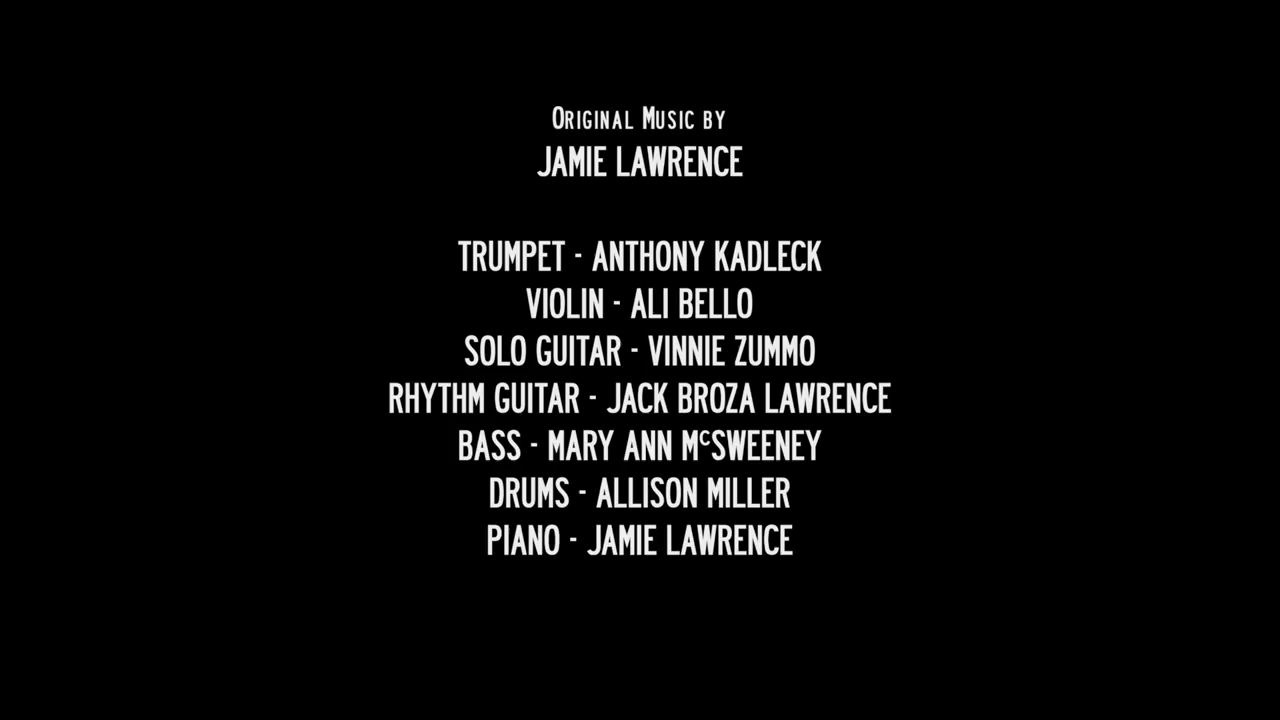 Original Music by
JAMIE LAWRENCE
TRUMPET - ANTHONY KADLECK
VIOLIN - ALI BELLO
SOLO GUITAR - VINNIE ZUMMO
RHYTHM GUITAR - JACK BROZA LAWRENCE
BASS - MARY ANN McSWEENEY
DRUMS - ALLISON MILLER
PIANO - JAMIE LAWRENCE